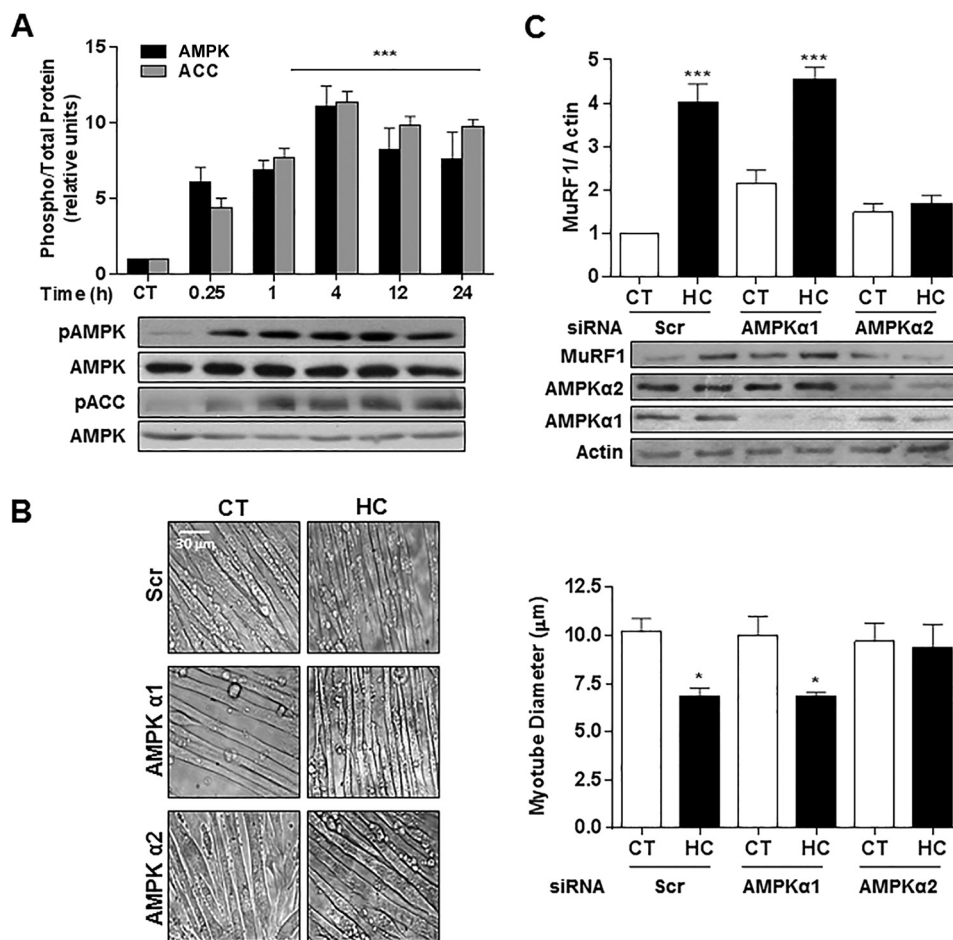 A
AMPK
ACC
***
Phospho/Total Protein
(relative units)
15
10
5
0
CT 0.25 1 4 12 24
Time (h)
pAMPK
AMPK
pACC
AMPK
C
MuRF1/ Actin
5
4
3
2
1
0
***
***
CT HC CT HC CT HC
siRNA Scr AMPKα1 AMPKα2
MuRF1
AMPKα2
AMPKα1
Actin
B
CT HC
30 μm
Scr
AMPK α1
AMPK α2
Myotube Diameter (μm)
12.5
10.0
7.5
5.0
2.5
0.0
*
*
CT HC CT HC CT HC
siRNA Scr AMPKα1 AMPKα2